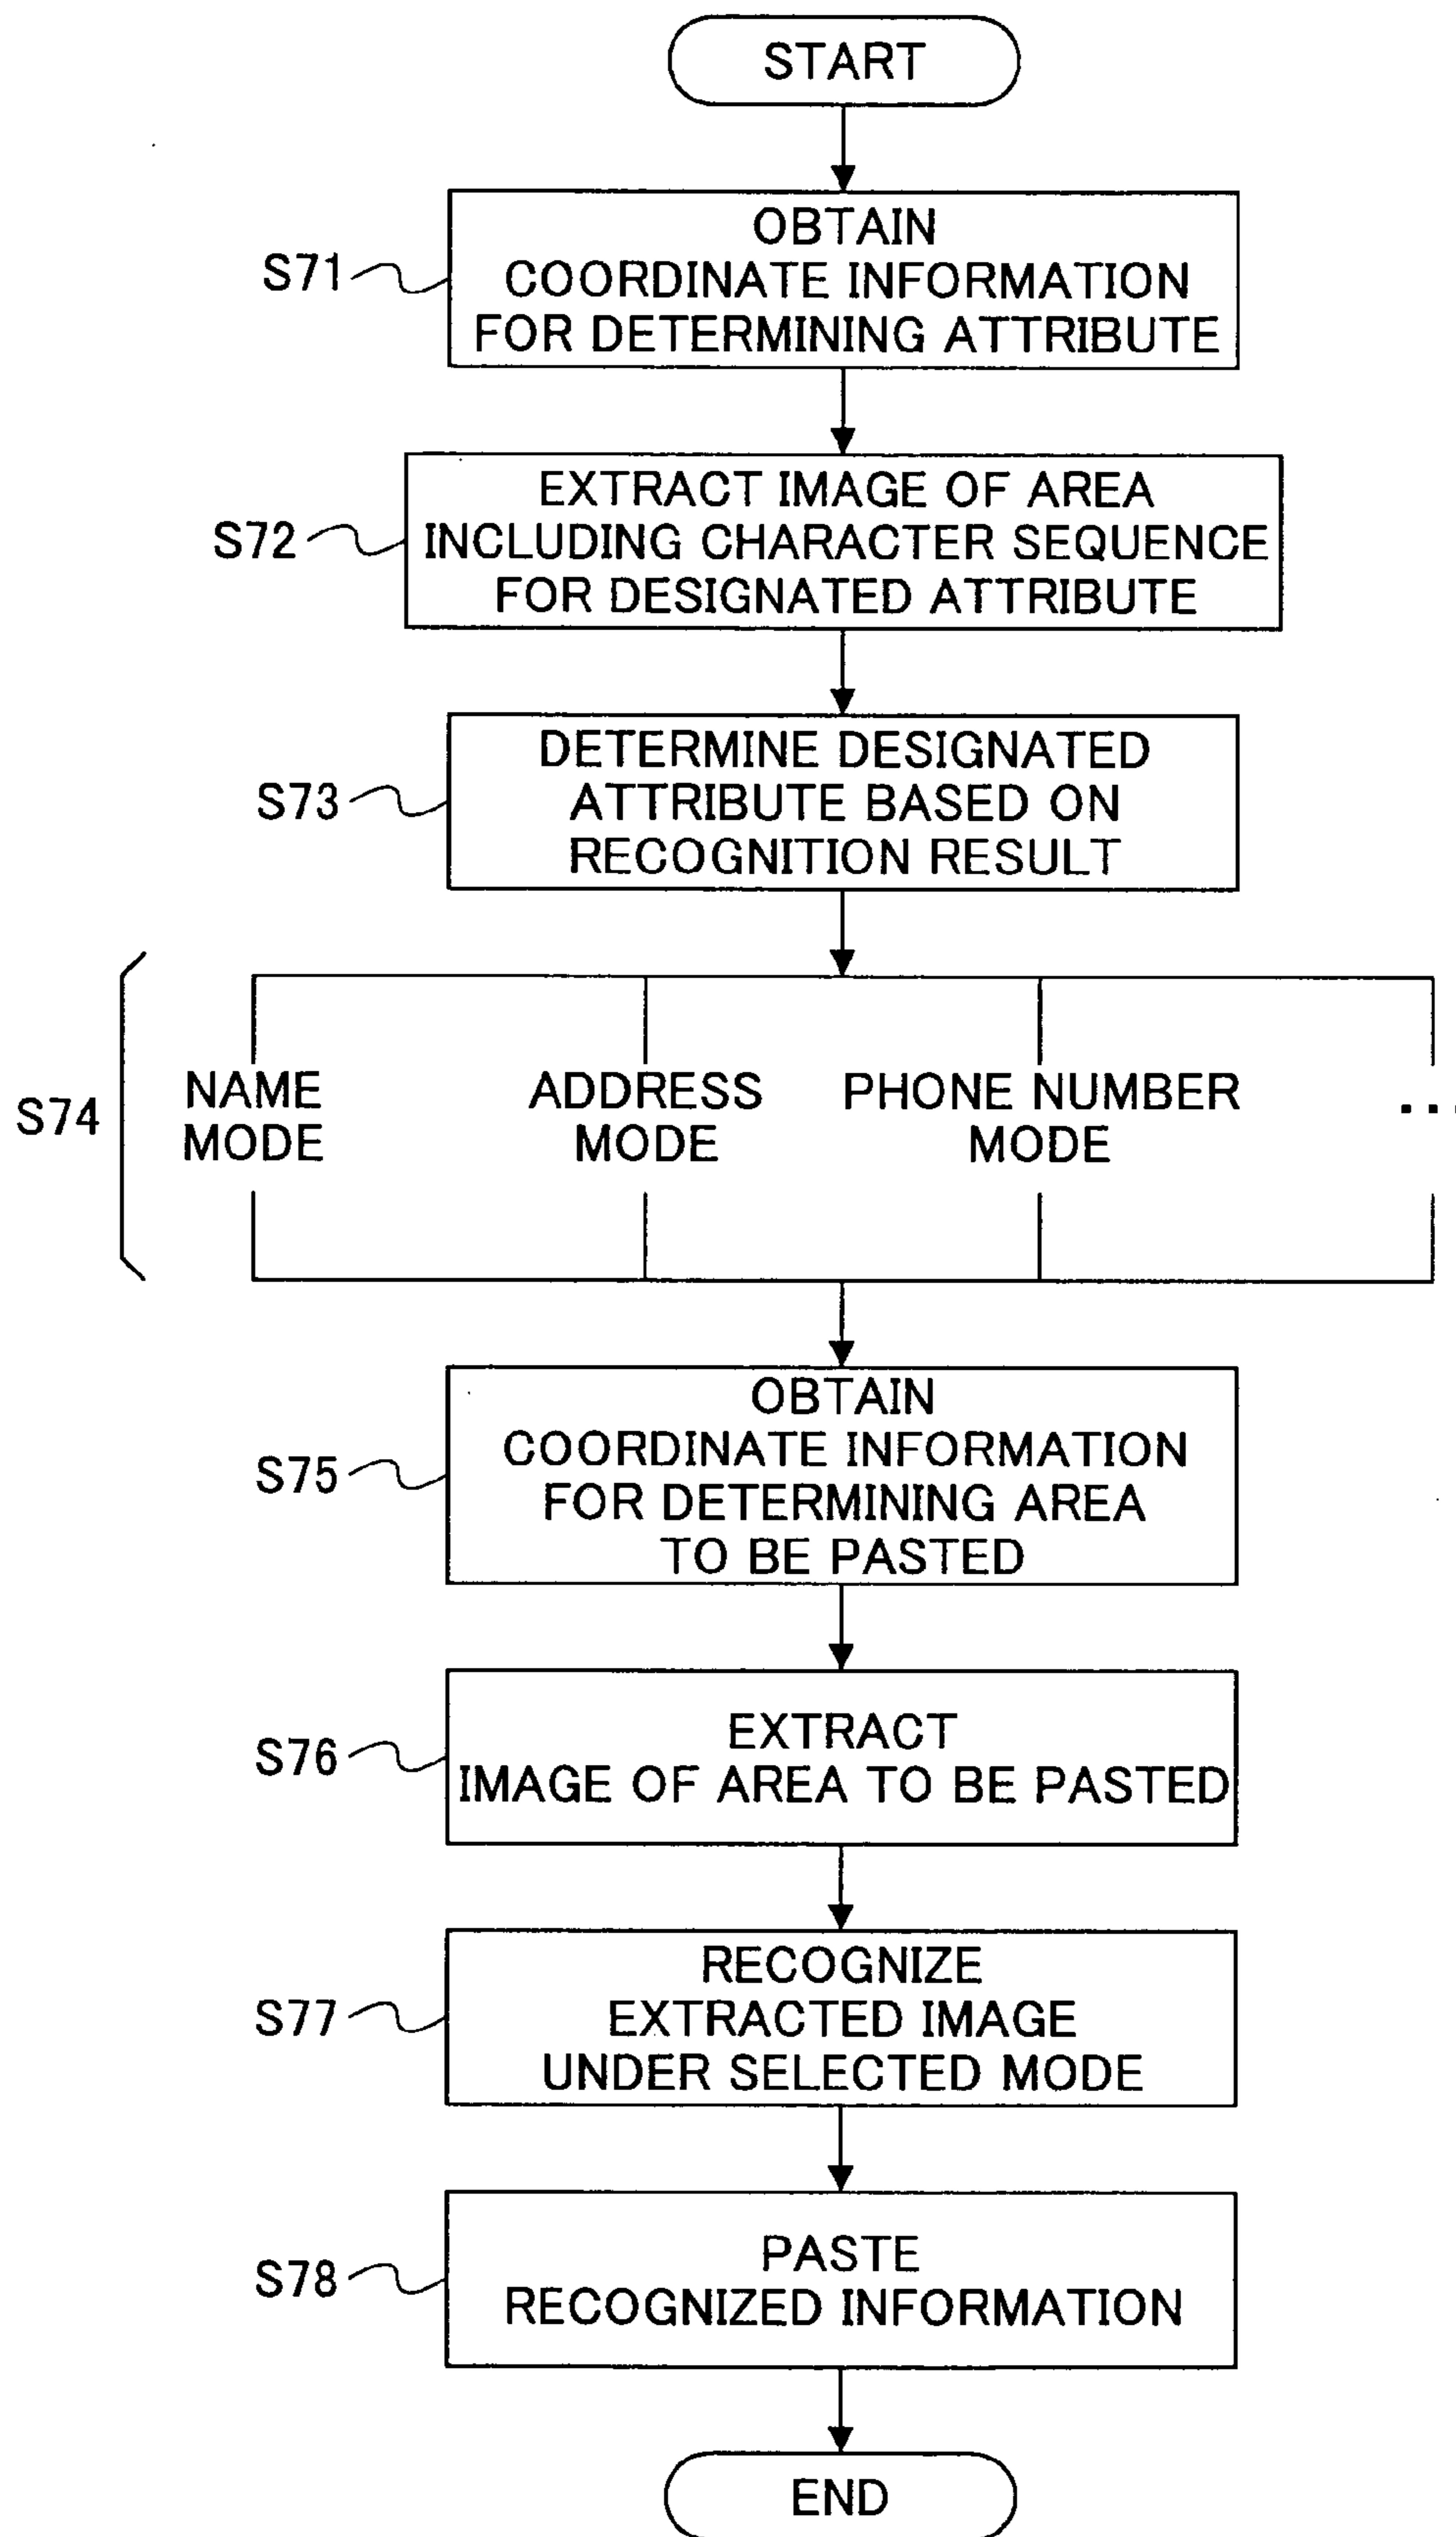 START
S71
OBTAIN
COORDINATE INFORMATION
FOR DETERMINING ATTRIBUTE
S72
EXTRACT IMAGE OF AREA
INCLUDING CHARACTER SEQUENCE
FOR DESIGNATED ATTRIBUTE
S73
DETERMINE DESIGNATED
ATTRIBUTE BASED ON
RECOGNITION RESULT
S74
NAME
MODE
ADDRESS
MODE
PHONE NUMBER
MODE
...
S75
OBTAIN
COORDINATE INFORMATION
FOR DETERMINING AREA
TO BE PASTED
S76
EXTRACT
IMAGE OF AREA TO BE PASTED
S77
RECOGNIZE
EXTRACTED IMAGE
UNDER SELECTED MODE
S78
PASTE
RECOGNIZED INFORMATION
END